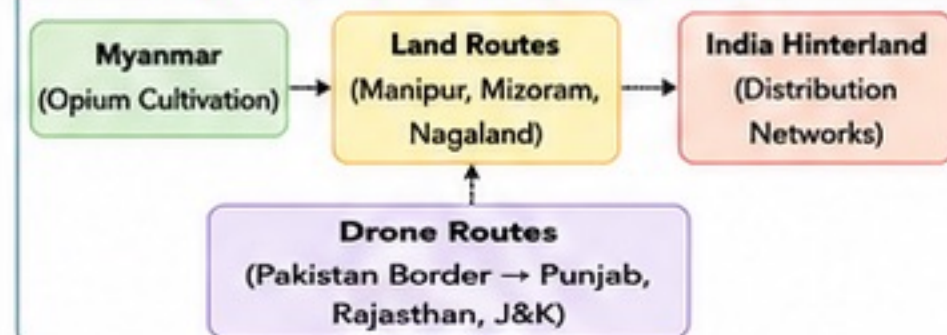 Myanmar
(Opium Cultivation)
Land Routes
(Manipur, Mizoram,
Nagaland)
India Hinterland
(Distribution
Networks)
Drone Routes
(Pakistan Border → Punjab,
Rajasthan, J&K)